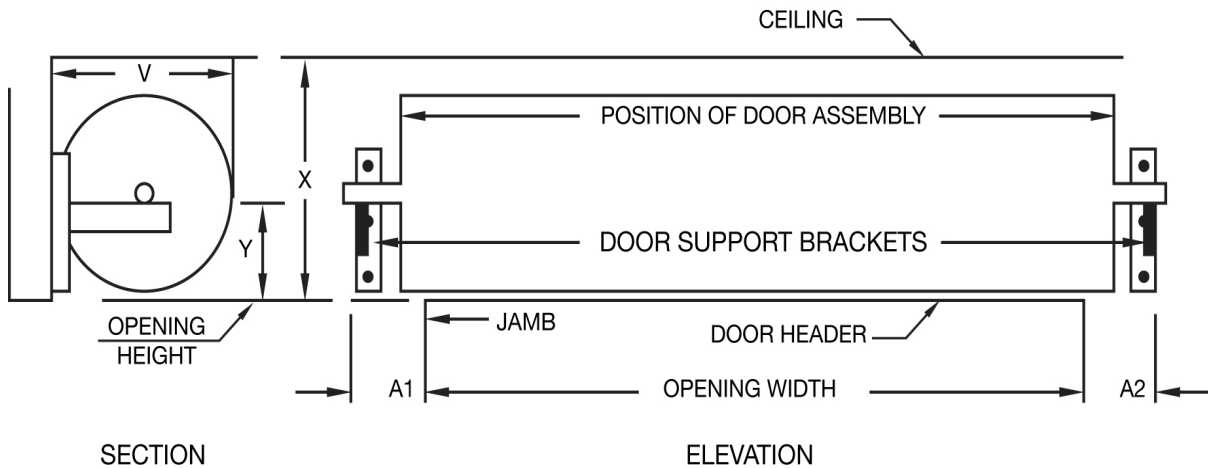 CEILING
V
POSITION OF DOOR ASSEMBLY
X
Y
DOOR SUPPORT BRACKETS
OPENING
HEIGHT
JAMB
DOOR HEADER
A1
OPENING WIDTH
A2
SECTION
ELEVATION